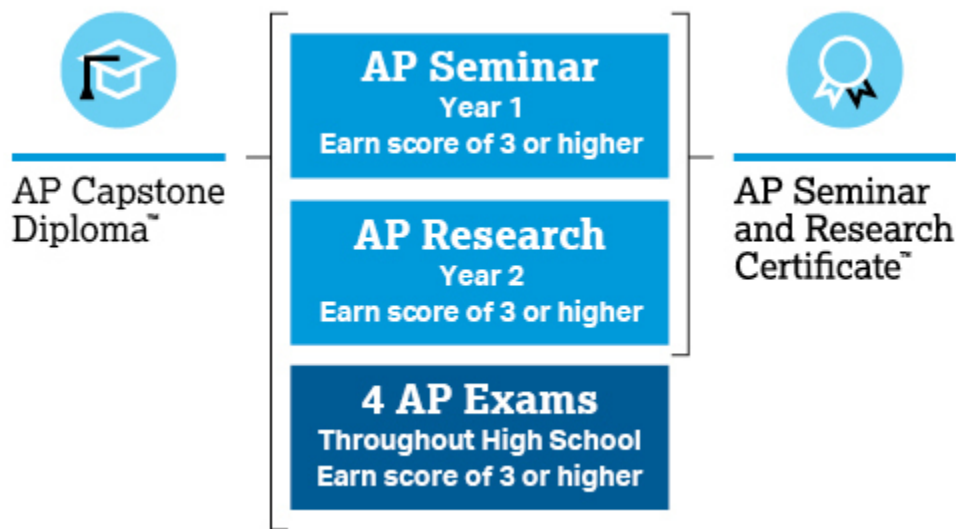 AP Capstone
Diploma™
AP Seminar
Year 1
Earn score of 3 or higher
AP Research
Year 2
Earn score of 3 or higher
4 AP Exams
Throughout High School
Earn score of 3 or higher
AP Seminar
and Research
Certificate™